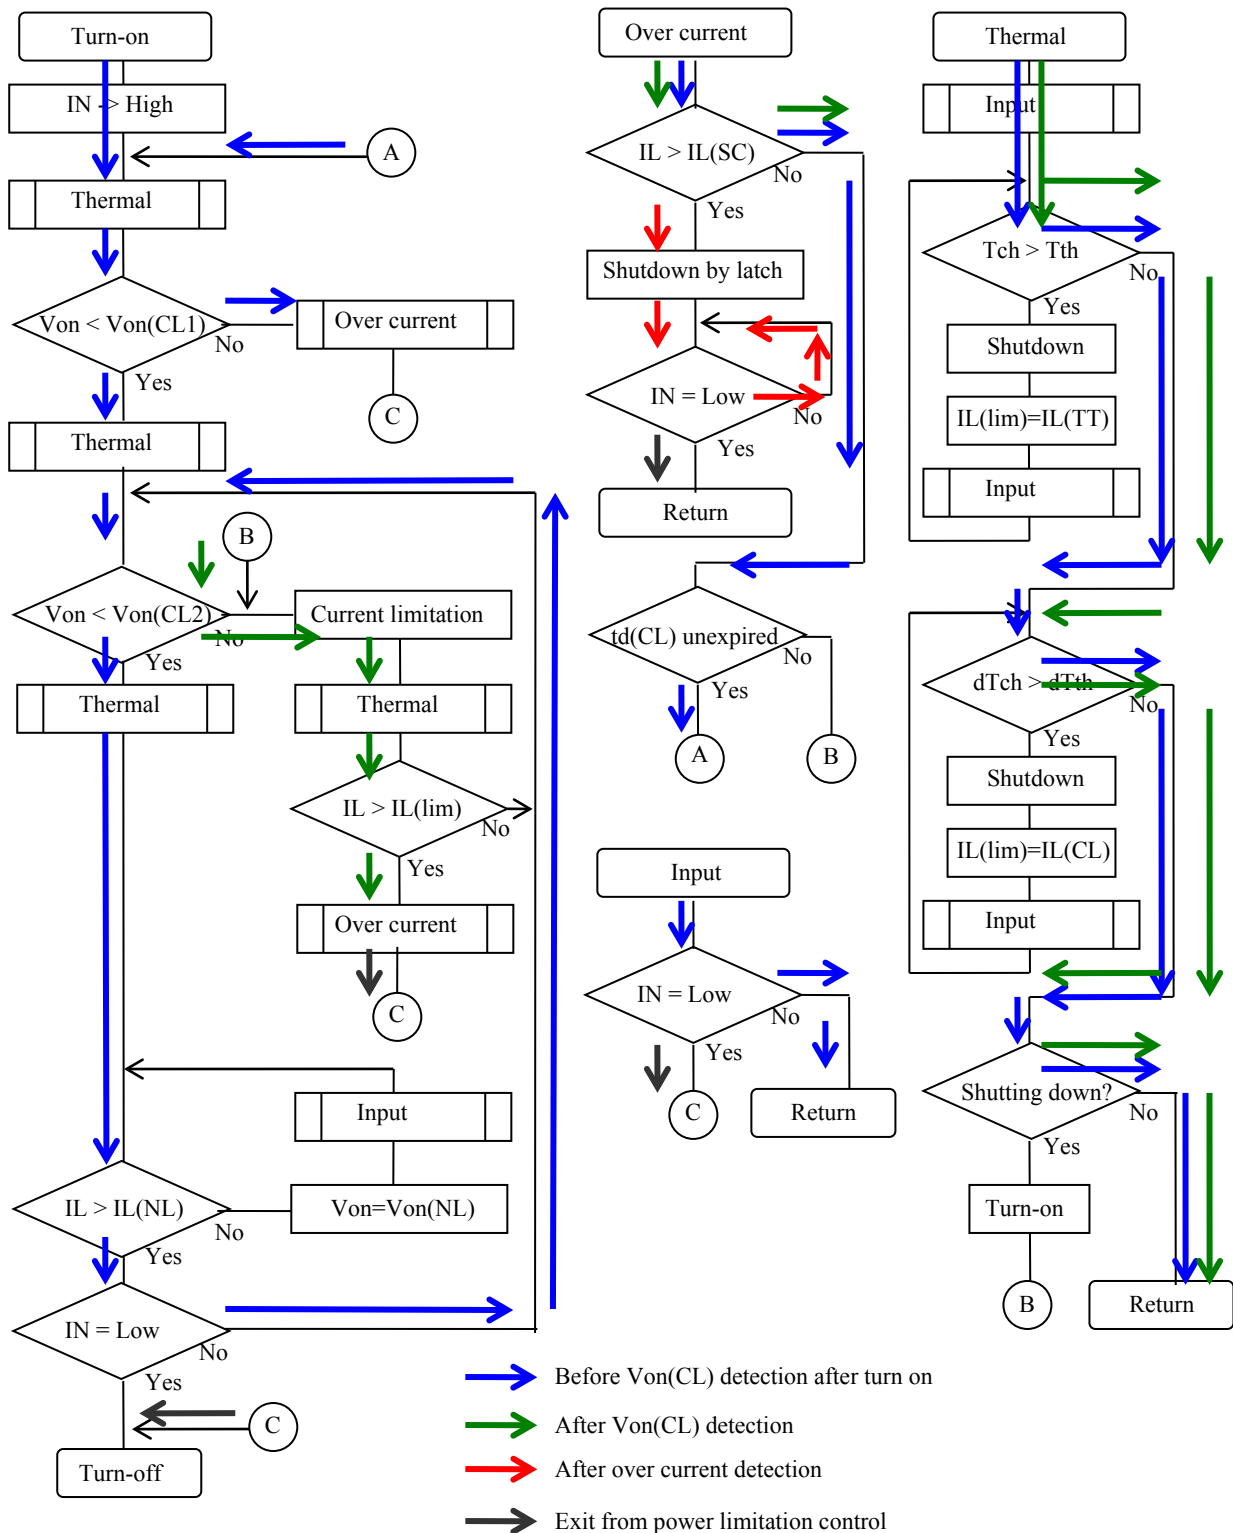 Turn-on
IN -> High
A
Thermal
Von < Von(CL1)
No
Yes
Over current
C
Thermal
B
Von < Von(CL2)
No
Yes
Current limitation
Thermal
Thermal
IL > IL(lim)
No
Yes
Over current
C
Input
Von=Von(NL)
IL > IL(NL)
No
Yes
IN = Low
No
Yes
C
Turn-off
Over current
IL > IL(SC)
No
Yes
Shutdown by latch
IN = Low
No
Yes
Return
td(CL) unexpired
No
Yes
A
B
Input
IN = Low
No
Yes
C
Return
Thermal
Input
Tch > Tth
No
Yes
Shutdown
IL(lim)=IL(TT)
Input
dTch > dTth
No
Yes
Shutdown
IL(lim)=IL(CL)
Input
Shutting down?
No
Yes
Turn-on
B
Return
Before Von(CL) detection after turn on
After Von(CL) detection
After over current detection
Exit from power limitation control